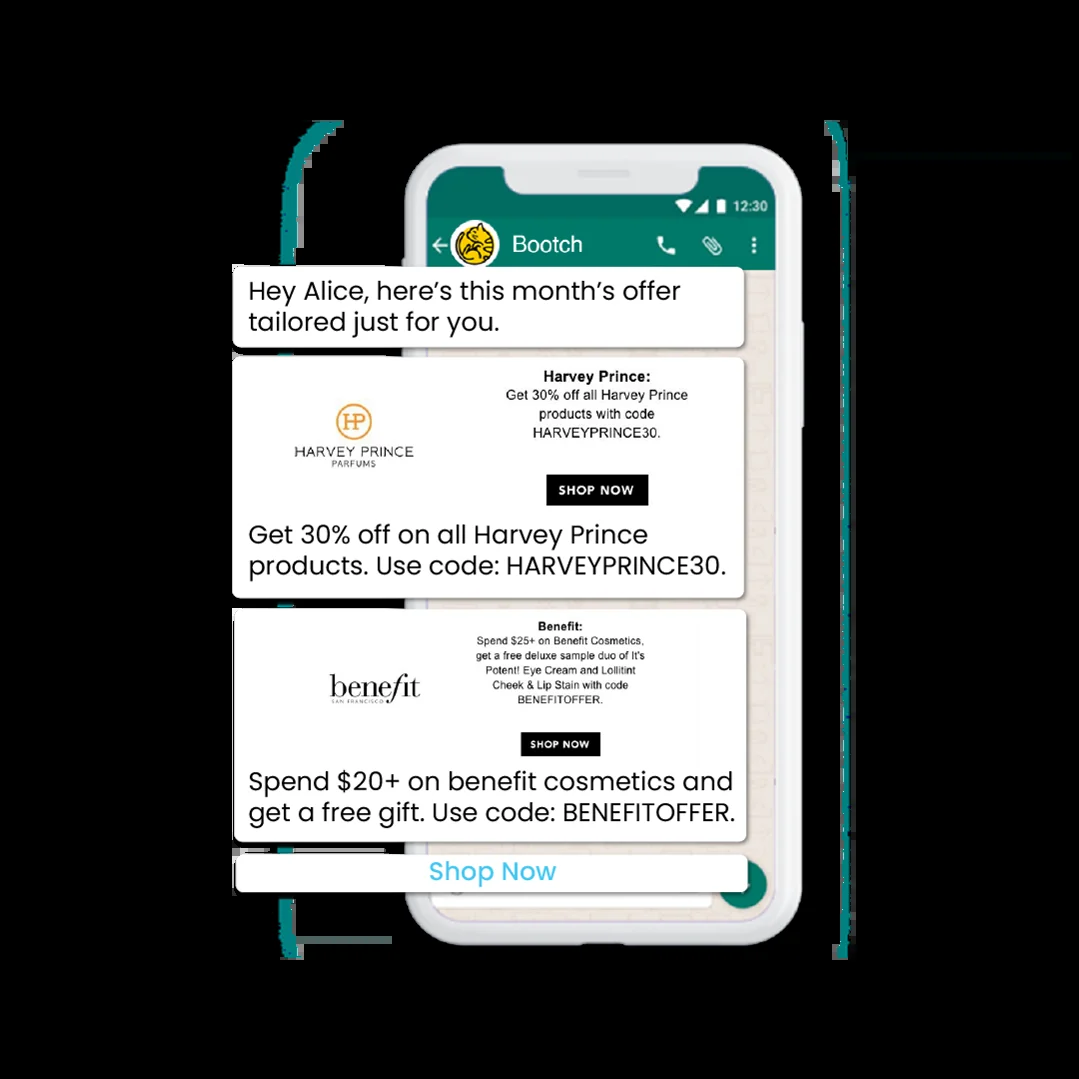 12:30
Bootch
Hey Alice, here’s this month’s offer
tailored just for you.
HP
HARVEY PRINCE
PARFUMS
Harvey Prince:
Get 30% off all Harvey Prince
products with code
HARVEYPRINCE30.
SHOP NOW
Get 30% off on all Harvey Prince
products. Use code: HARVEYPRINCE30.
benefit
SAN FRANCISCO
Benefit:
Spend $25+ on Benefit Cosmetics,
get a free deluxe sample duo of It's
Potent! Eye Cream and Lollitint
Cheek & Lip Stain with code
BENEFITOFFER.
SHOP NOW
Spend $20+ on benefit cosmetics and
get a free gift. Use code: BENEFITOFFER.
Shop Now